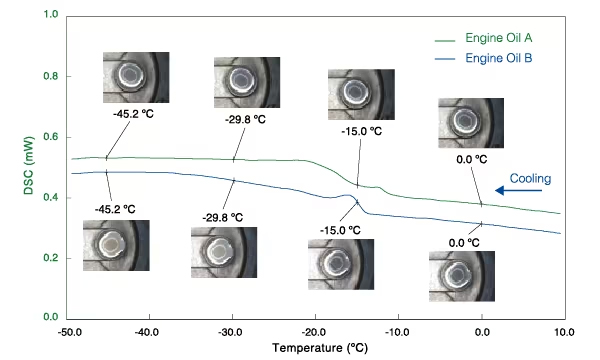 1.0
Engine Oil A
Engine Oil B
0.8
-45.2 ℃
-29.8 ℃
-15.0 ℃
0.6
0.0 ℃
DSC (mW)
Cooling
0.4
-45.2 ℃
-29.8 ℃
-15.0 ℃
0.0 ℃
0.2
0.0
-50.0 -40.0 -30.0 -20.0 -10.0 0.0 10.0
Temperature (℃)